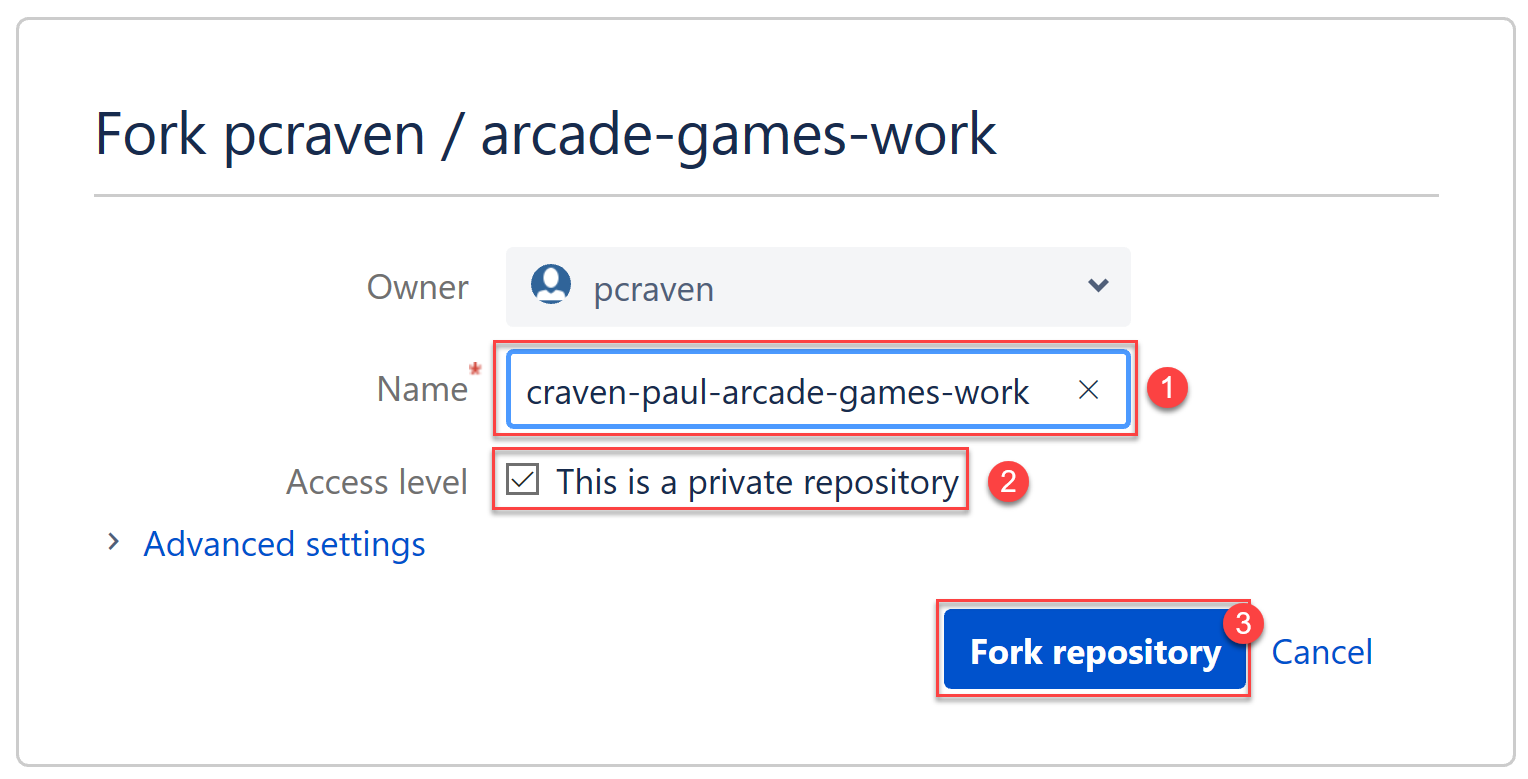 Fork pcraven / arcade-games-work
Owner pcraven
Name* craven-paul-arcade-games-work 1
Access level This is a private repository 2
Advanced settings
Fork repository 3 Cancel